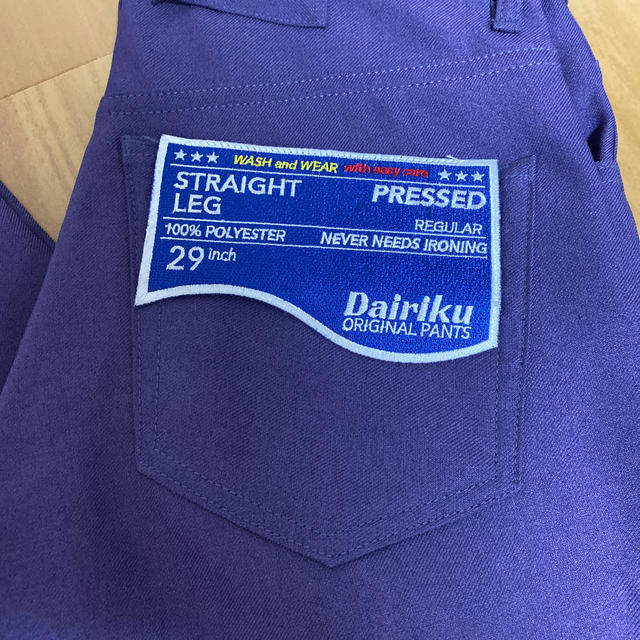 ★★★ WASH and WEAR with easy care ★★★
STRAIGHT LEG
PRESSED
REGULAR
100% POLYESTER
NEVER NEEDS IRONING
29 inch
Dairiku
ORIGINAL PANTS